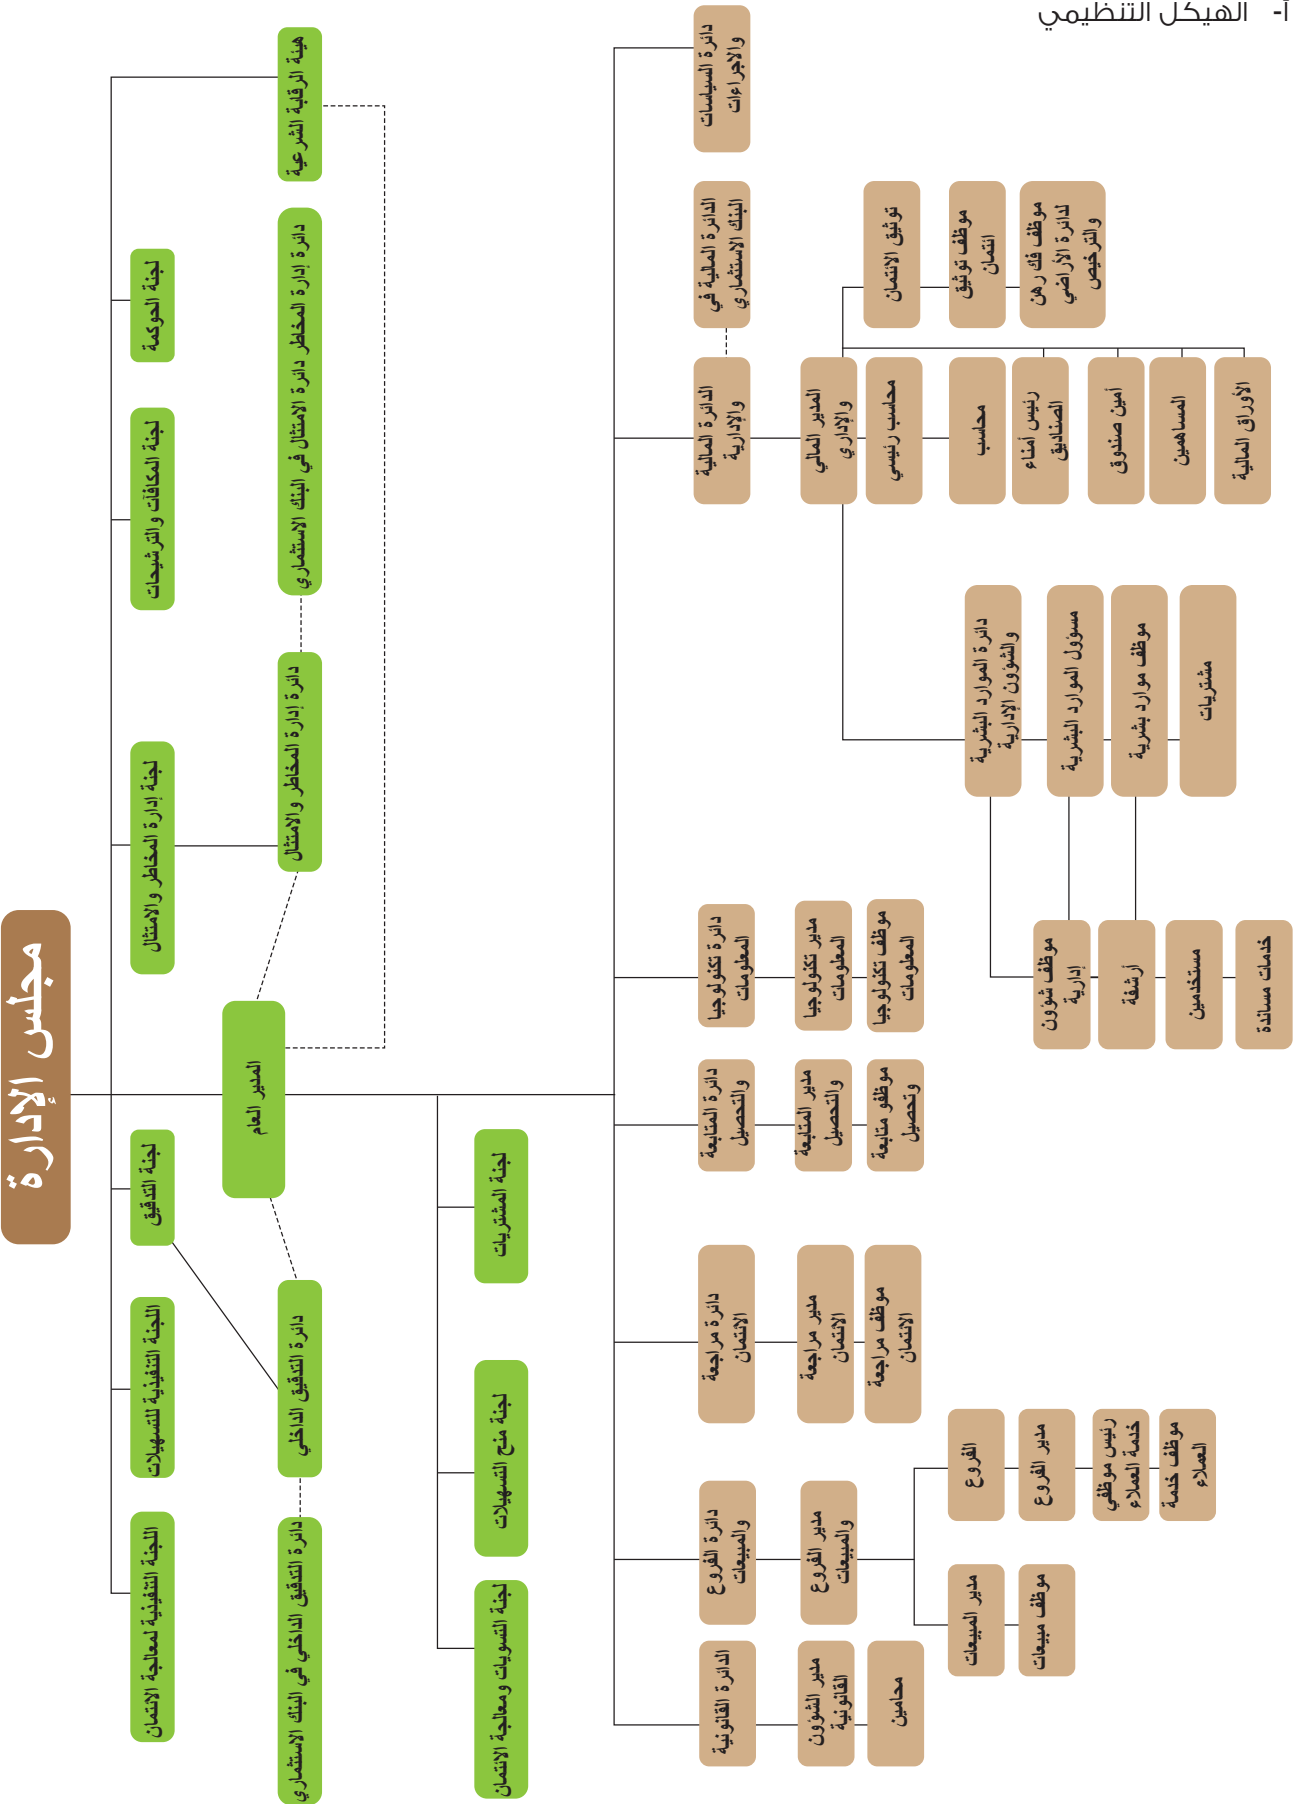 أ- الهيكل التنظيمي
مجلس الإدارة
لجنة الحوكمة
لجنة المكافآت والترشيحات
لجنة إدارة المخاطر والامتثال
لجنة التدقيق
اللجنة التنفيذية للتسهيلات
اللجنة التنفيذية لمعالجة الائتمان
المدير العام
هيئة الرقابة الشرعية
دائرة إدارة المخاطر دائرة الامتثال في البنك الاستثماري
دائرة إدارة المخاطر والامتثال
دائرة التدقيق الداخلي
دائرة التدقيق الداخلي في البنك الاستثماري
لجنة المشتريات
لجنة منح التسهيلات
لجنة التسويات ومعالجة الائتمان
دائرة السياسات
والاجراءات
الدائرة المالية في
البنك الاستثماري
الدائرة المالية
والإدارية
المدير المالي
والإداري
محاسب رئيسي
محاسب
رئيس أمناء
الصناديق
أمين صندوق
المساهمين
الأوراق المالية
توثيق الائتمان
موظف توثيق
ائتمان
موظف فك رهن
لدائرة الأراضي
والترخيص
دائرة الموارد البشرية
والشؤون الإدارية
مسؤول الموارد البشرية
موظف موارد بشرية
مشتريات
موظف شؤون
إدارية
أرشفة
مستخدمين
خدمات مساندة
دائرة تكنولوجيا
المعلومات
مدير تكنولوجيا
المعلومات
موظف تكنولوجيا
المعلومات
دائرة المتابعة
والتحصيل
مدير المتابعة
والتحصيل
موظفو متابعة
وتحصيل
دائرة مراجعة
الائتمان
مدير مراجعة
الائتمان
موظف مراجعة
الائتمان
دائرة الفروع
والمبيعات
مدير الفروع
والمبيعات
الفروع
مدير الفروع
رئيس موظفي
خدمة العملاء
موظف خدمة
العملاء
مدير المبيعات
موظف مبيعات
الدائرة القانونية
مدير الشؤون
القانونية
محامين